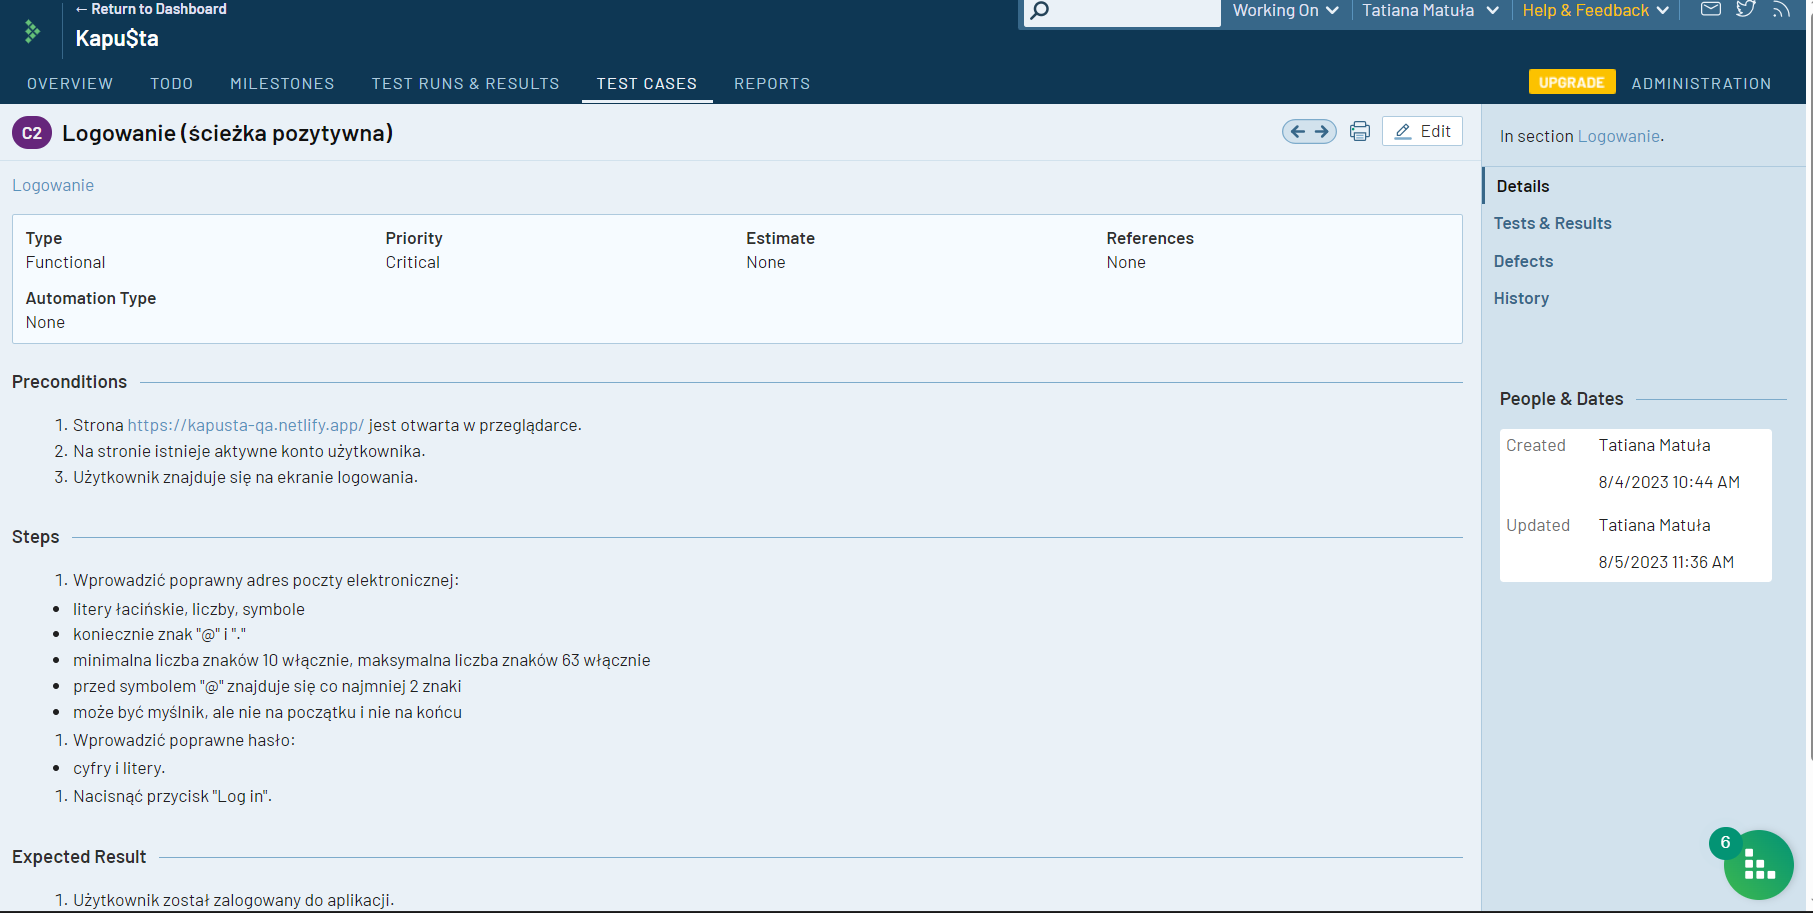 ← Return to Dashboard
Kapu$ta
Working On
Tatiana Matuła
Help & Feedback
OVERVIEW
TODO
MILESTONES
TEST RUNS & RESULTS
TEST CASES
REPORTS
UPGRADE
ADMINISTRATION
C2
Logowanie (ścieżka pozytywna)
Edit
Logowanie
Type
Functional
Priority
Critical
Estimate
None
References
None
Automation Type
None
Preconditions
1. Strona https://kapusta-qa.netlify.app/ jest otwarta w przeglądarce.
2. Na stronie istnieje aktywne konto użytkownika.
3. Użytkownik znajduje się na ekranie logowania.
Steps
1. Wprowadzić poprawny adres poczty elektronicznej:
• litery łacińskie, liczby, symbole
• koniecznie znak "@" i "."
• minimalna liczba znaków 10 włącznie, maksymalna liczba znaków 63 włącznie
• przed symbolem "@" znajduje się co najmniej 2 znaki
• może być myślnik, ale nie na początku i nie na końcu
1. Wprowadzić poprawne hasło:
• cyfry i litery.
1. Nacisnąć przycisk "Log in".
Expected Result
1. Użytkownik został zalogowany do aplikacji.
In section Logowanie.
Details
Tests & Results
Defects
History
People & Dates
Created
Tatiana Matuła
8/4/2023 10:44 AM
Updated
Tatiana Matuła
8/5/2023 11:36 AM
6